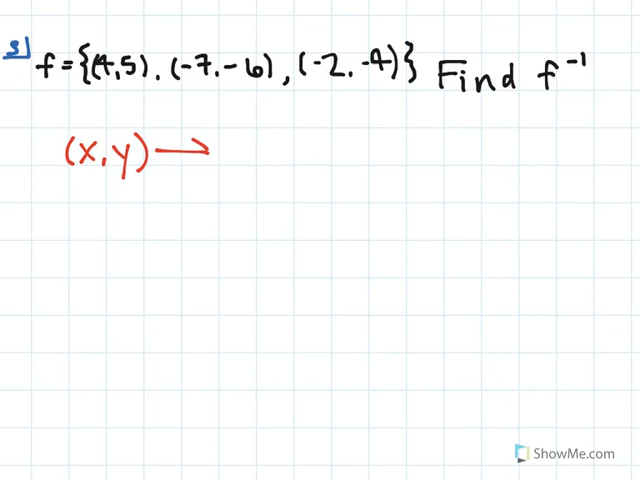 3] f = {(4,5), (-7,-6), (-2,-4)} Find f⁻¹
(x,y) →
ShowMe.com